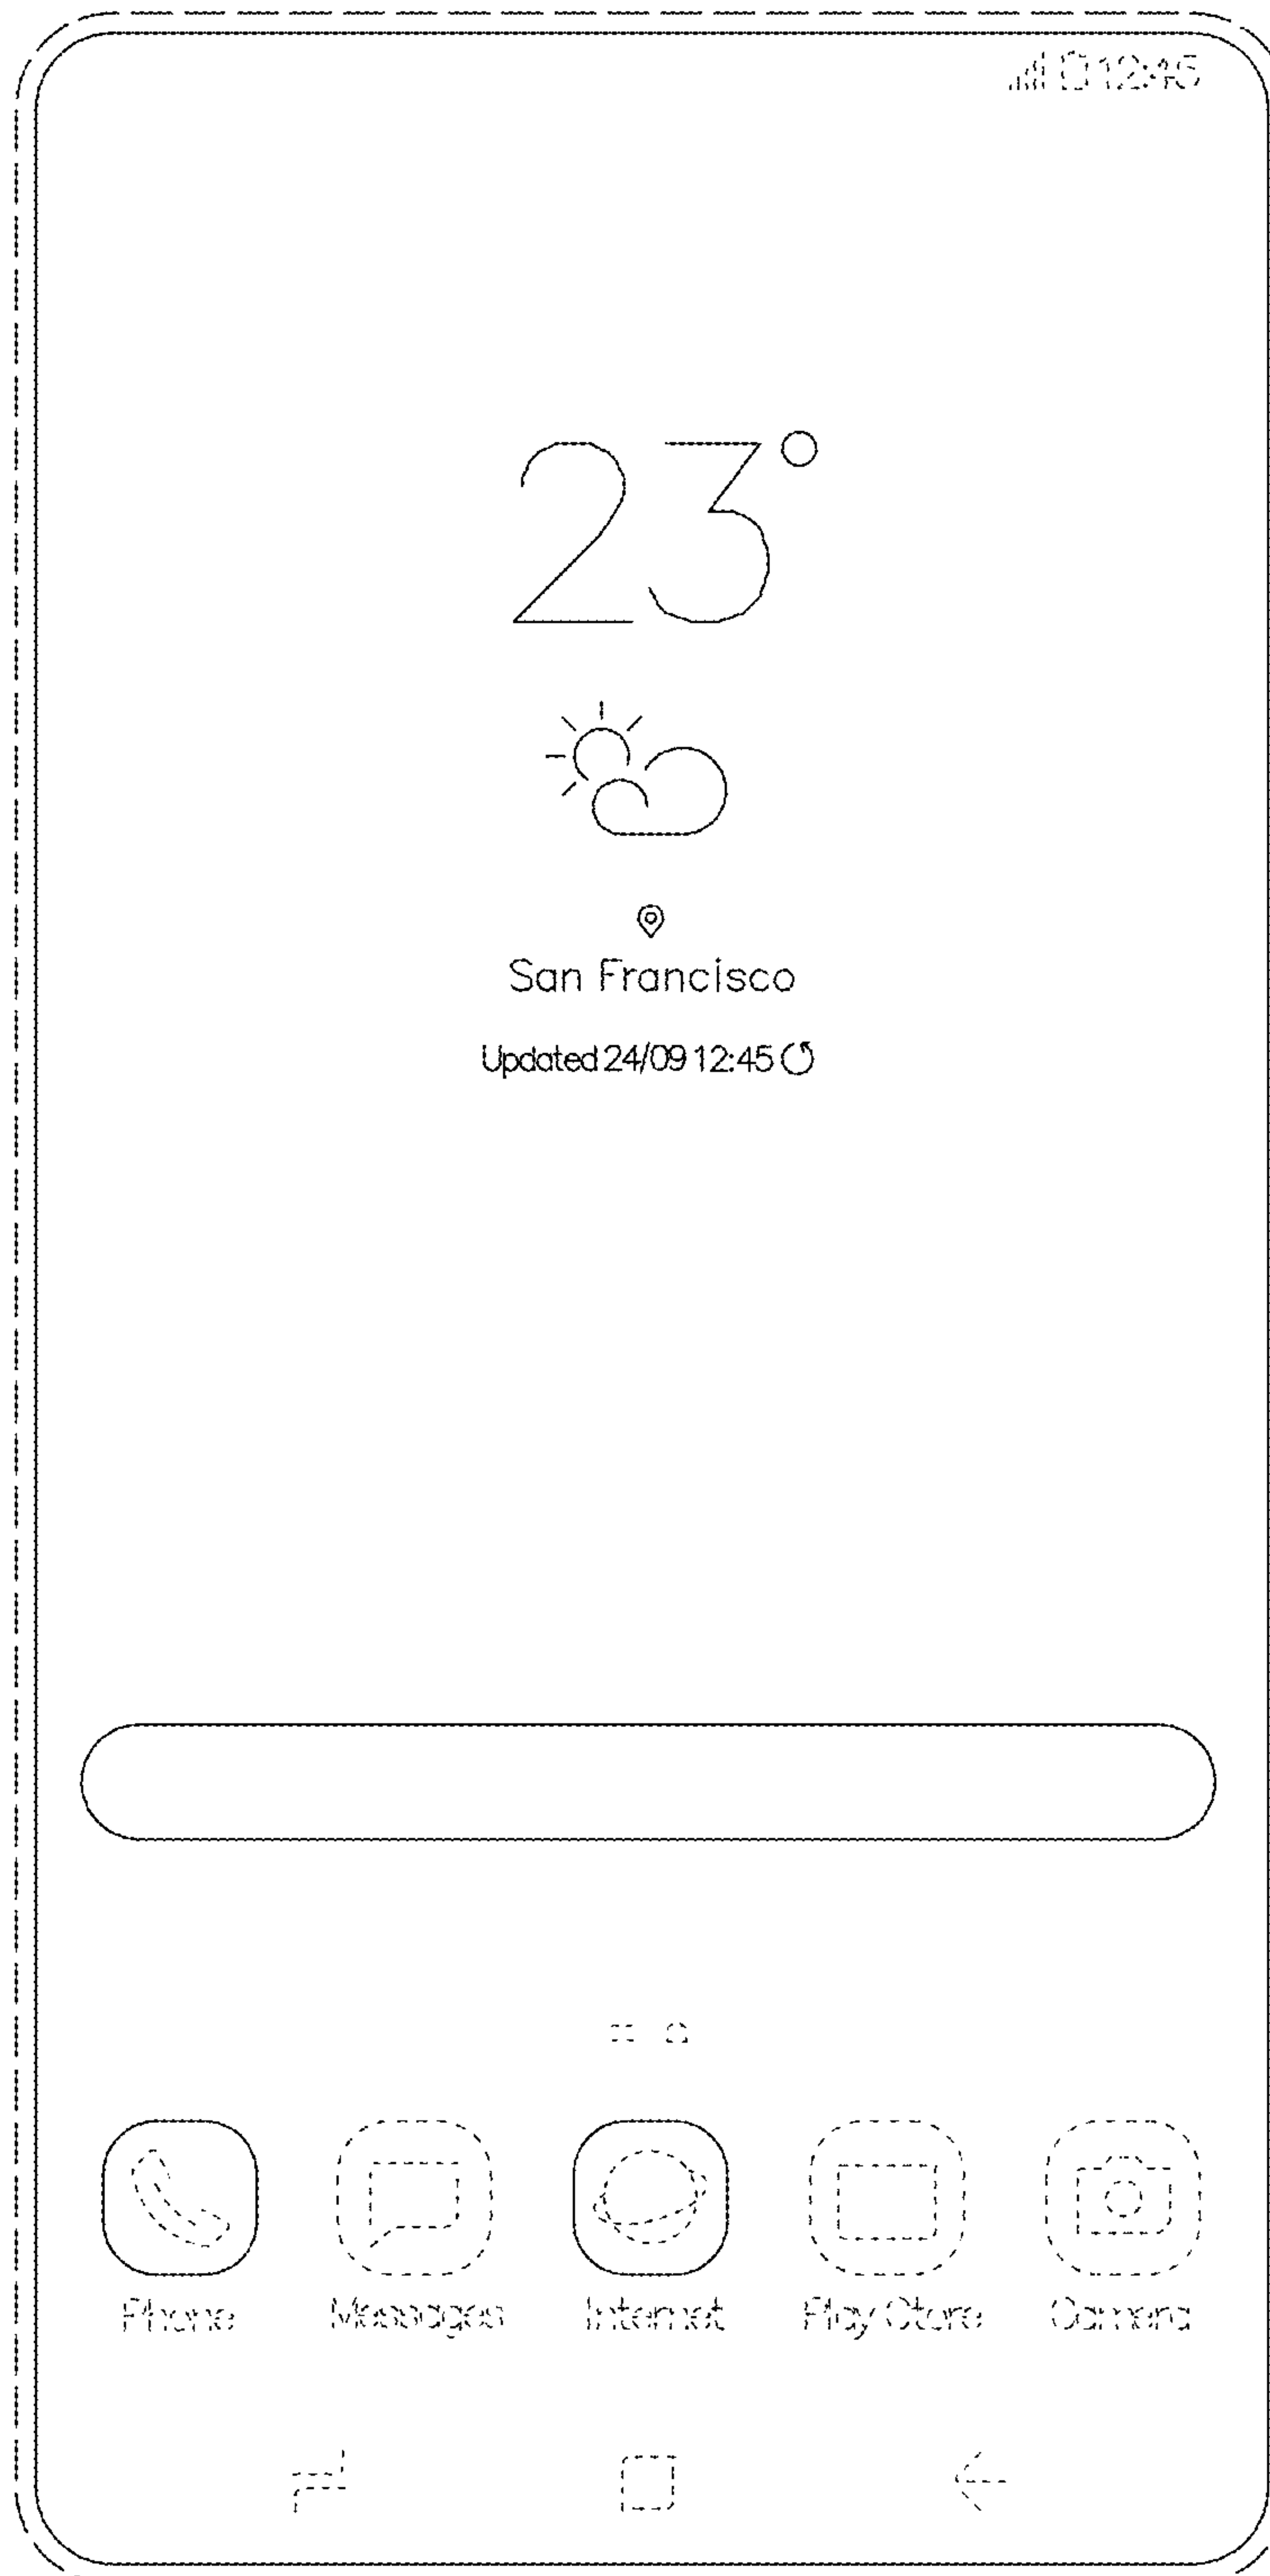 12:45
23°
San Francisco
Updated 24/09 12:45
Phone Messages Internet Play Store Camera